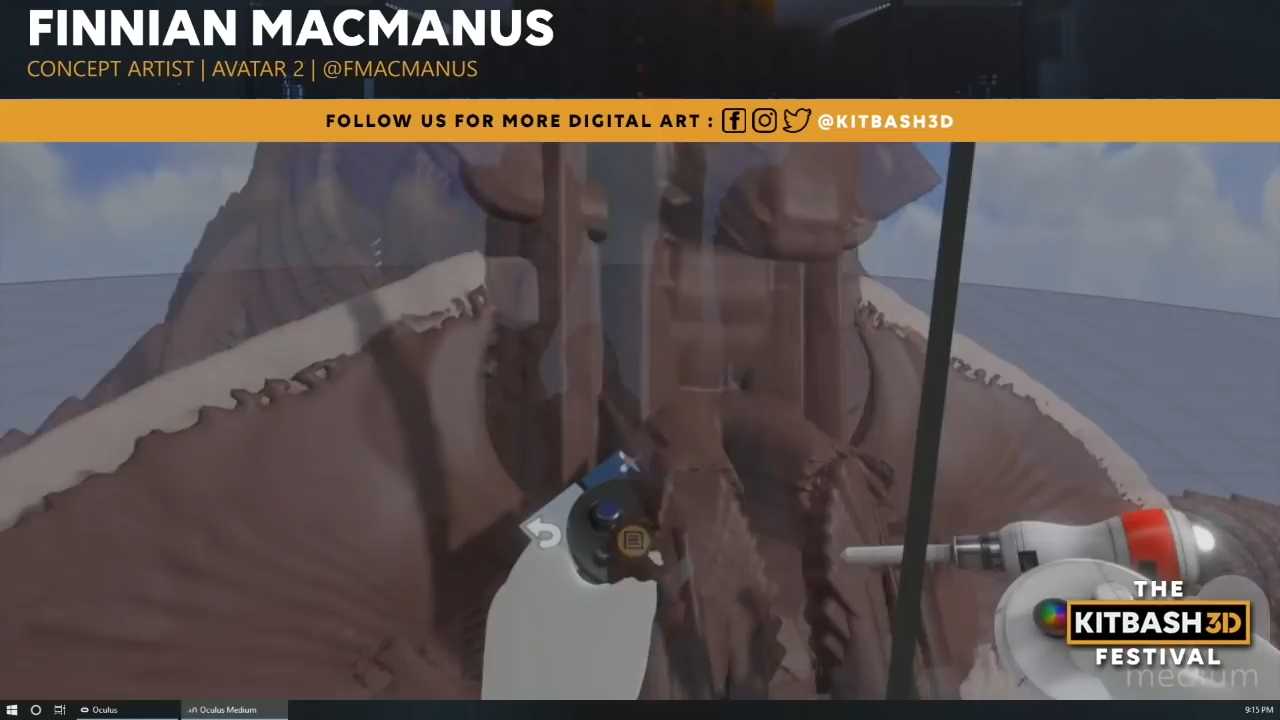 FINNIAN MACMANUS
CONCEPT ARTIST | AVATAR 2 | @FMACMANUS
FOLLOW US FOR MORE DIGITAL ART : @KITBASH3D
THE
KITBASH3D
FESTIVAL
medium
Oculus
Oculus Medium
9:15 PM